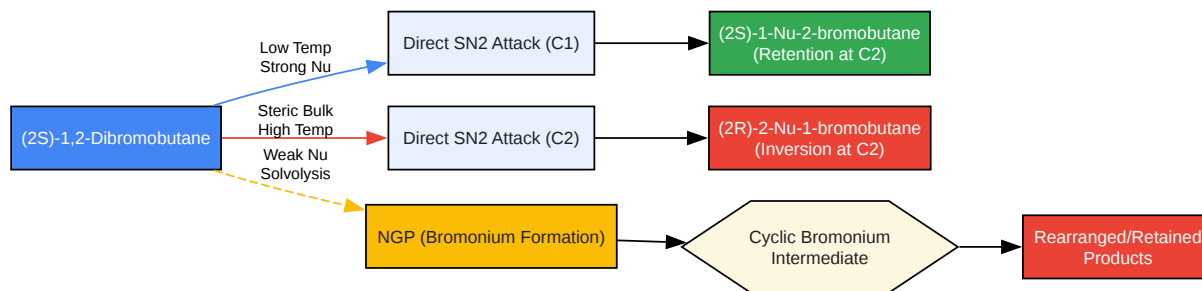 Low Temp
Strong Nu
Direct SN2 Attack (C1)
(2S)-1-Nu-2-bromobutane
(Retention at C2)
(2S)-1,2-Dibromobutane
Steric Bulk
High Temp
Direct SN2 Attack (C2)
(2R)-2-Nu-1-bromobutane
(Inversion at C2)
Weak Nu
Solvolysis
NGP (Bromonium Formation)
Cyclic Bromonium
Intermediate
Rearranged/Retained
Products